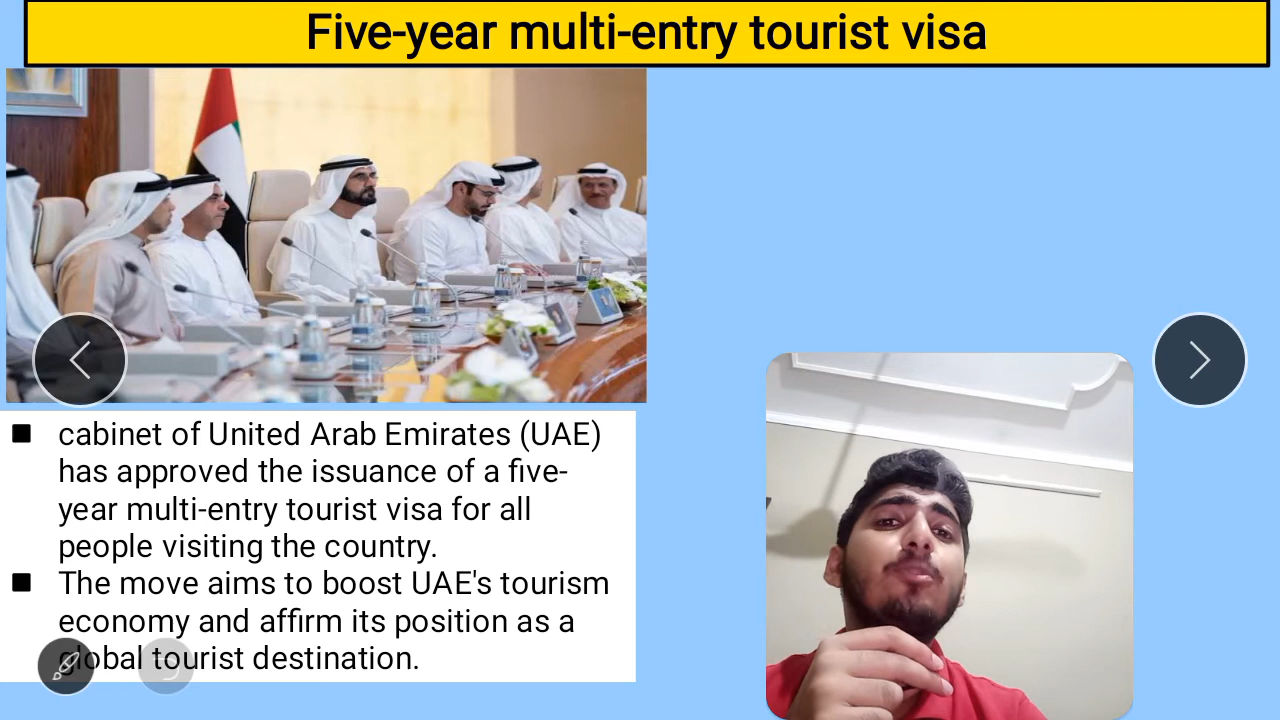 Five-year multi-entry tourist visa
cabinet of United Arab Emirates (UAE)
has approved the issuance of a five-
year multi-entry tourist visa for all
people visiting the country.
The move aims to boost UAE's tourism
economy and affirm its position as a
global tourist destination.